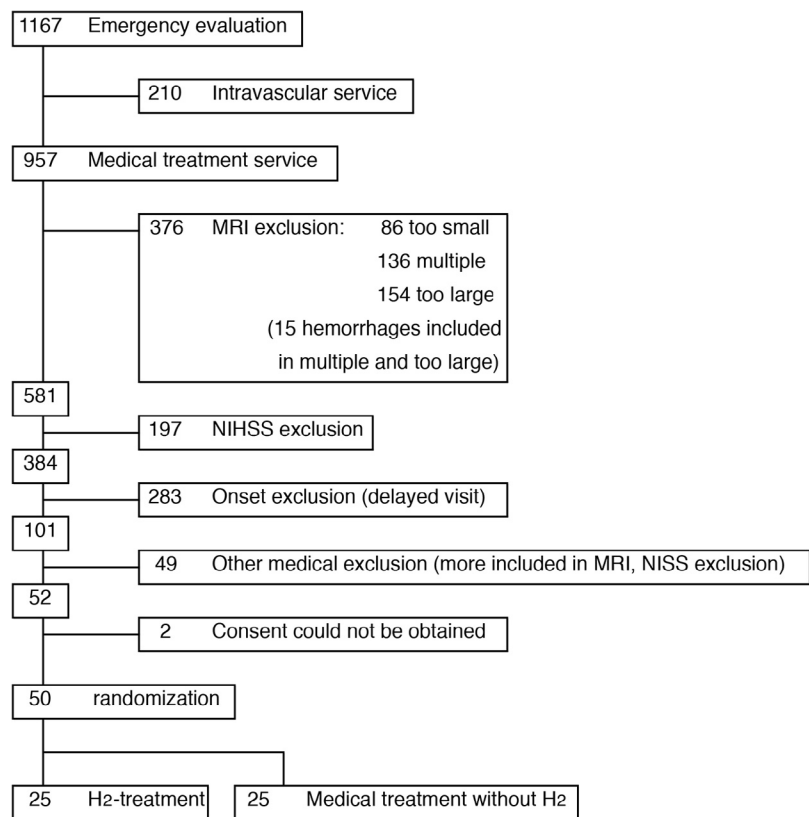 1167 Emergency evaluation
210 Intravascular service
957 Medical treatment service
376 MRI exclusion: 86 too small
136 multiple
154 too large
(15 hemorrhages included
in multiple and too large)
581
197 NIHSS exclusion
384
283 Onset exclusion (delayed visit)
101
49 Other medical exclusion (more included in MRI, NISS exclusion)
52
2 Consent could not be obtained
50 randomization
25 H2-treatment 25 Medical treatment without H2